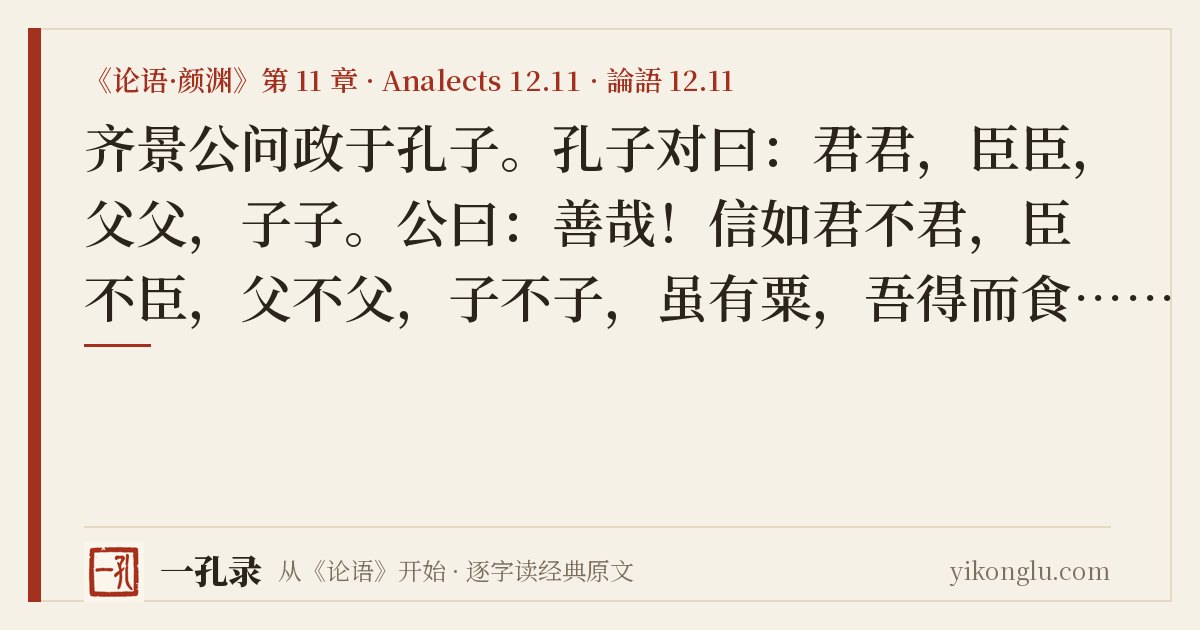 《论语·颜渊》第 11 章 · Analects 12.11 · 論語 12.11
齐景公问政于孔子。孔子对曰：君君，臣臣，
父父，子子。公曰：善哉！信如君不君，臣
不臣，父不父，子不子，虽有粟，吾得而食……
一孔
一孔录 从《论语》开始 · 逐字读经典原文 yikonglu.com